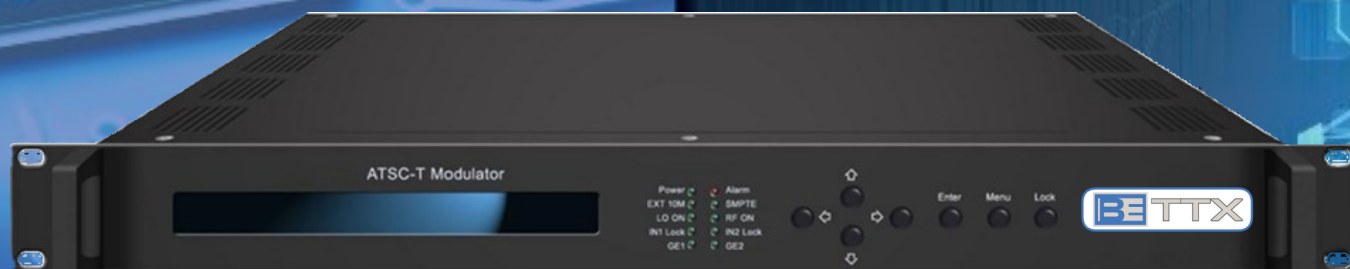 ATSC-T Modulator
Power Alarm
EXT 10M SMPTE
LO ON RF ON
IN1 Lock IN2 Lock
GE1 GE2
Enter Menu Lock
BETTX